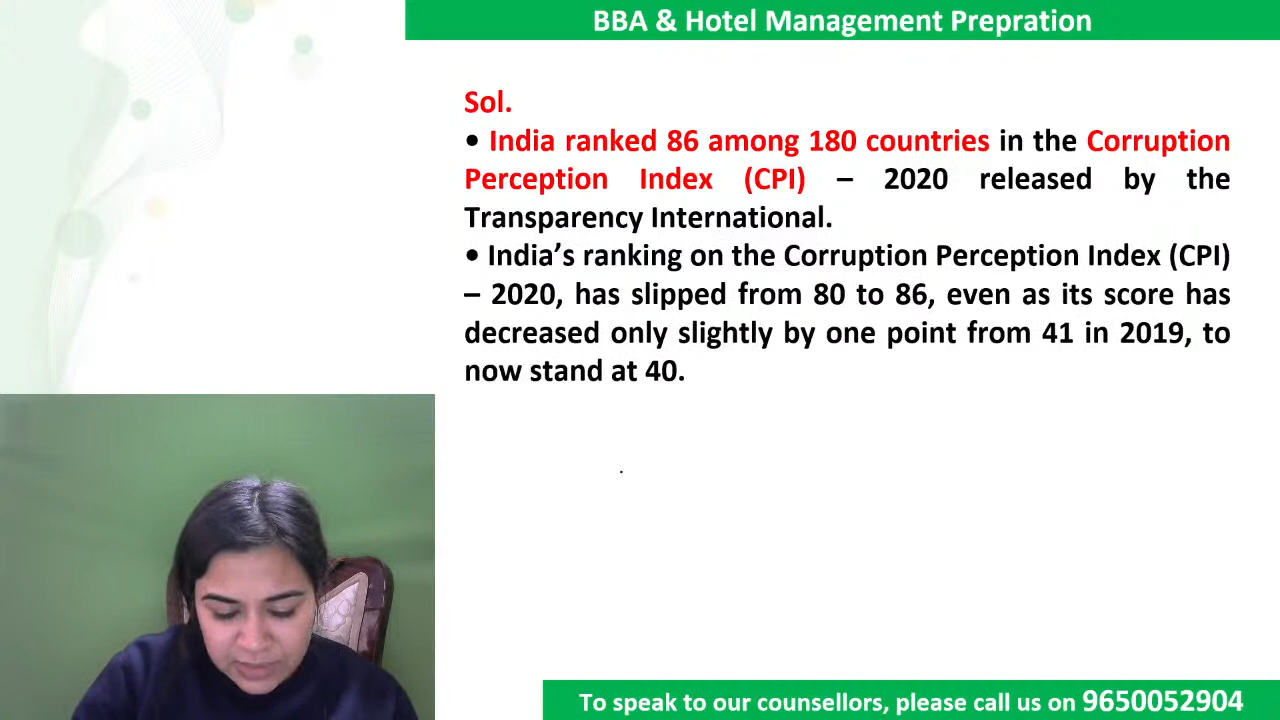 BBA & Hotel Management Prepration
Sol.
• India ranked 86 among 180 countries in the Corruption
Perception Index (CPI) – 2020 released by the
Transparency International.
• India’s ranking on the Corruption Perception Index (CPI)
– 2020, has slipped from 80 to 86, even as its score has
decreased only slightly by one point from 41 in 2019, to
now stand at 40.
To speak to our counsellors, please call us on 9650052904